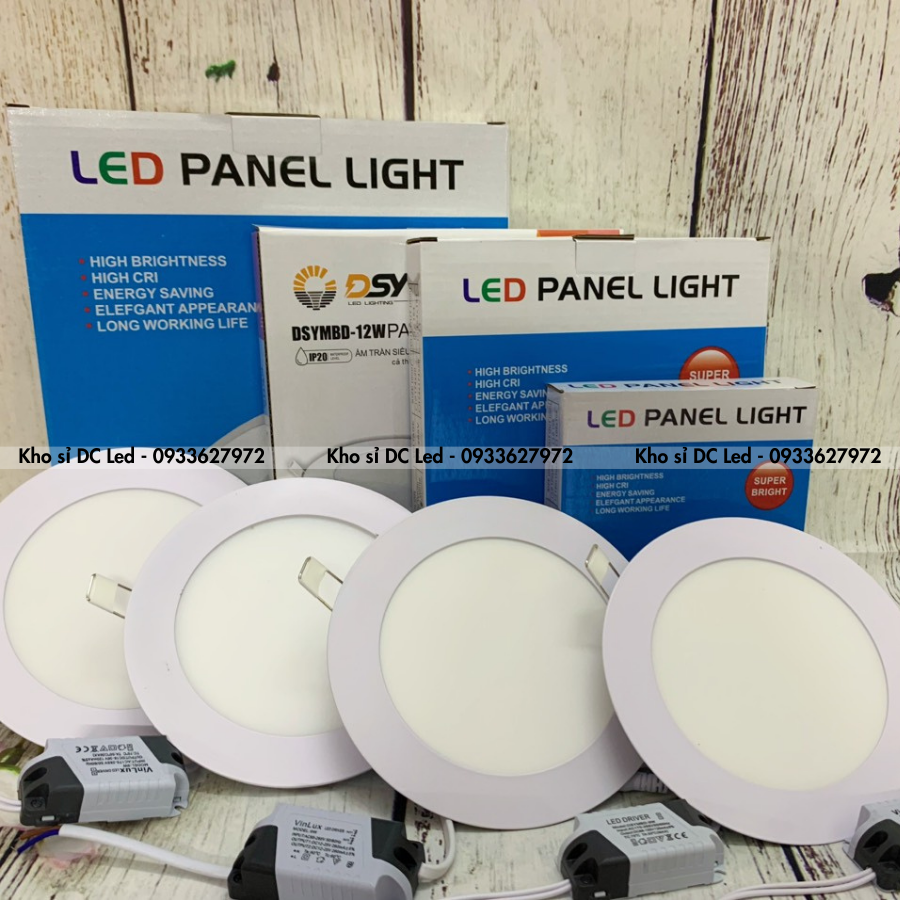 LED PANEL LIGHT
HIGH BRIGHTNESS
HIGH CRI
ENERGY SAVING
ELEFGANT APPEARAN
LONG WORKING LIFE
DSY
LED LIGHTING
DSYMBD-12W PA
IP20
ÂM TRẦN SIÊ
LED PANEL LIGHT
HIGH BRIGHTNESS
HIGH CRI
ENERGY SAVIN
ELEFGANT APP
LONG WORKIN
SUPER
LED PANEL LIGHT
HIGH BRIGHTNESS
HIGH CRI
ENERGY SAVING
ELEFGANT APPEARANCE
LONG WORKING LIFE
SUPER
BRIGHT
Kho sỉ DC Led - 0933627972 Kho sỉ DC Led - 0933627972 Kho sỉ DC Led - 0933627972
VinLux
VinLux
LED DRIVER